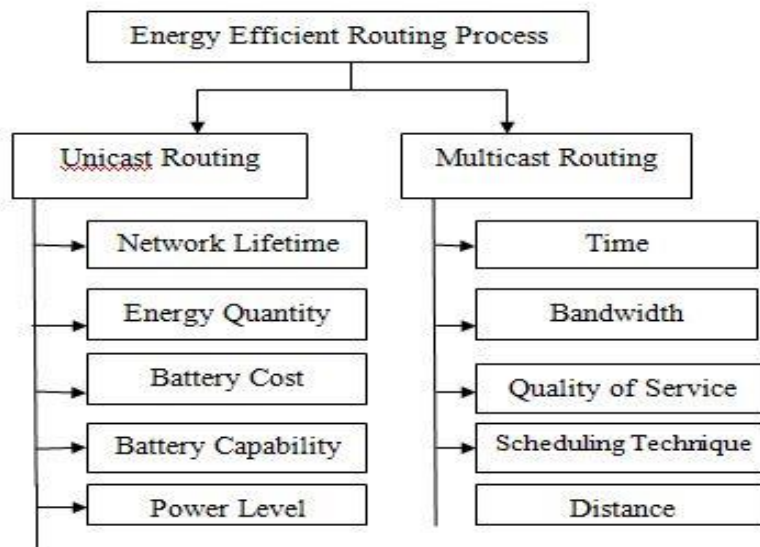 Energy Efficient Routing Process
Unicast Routing
Multicast Routing
Network Lifetime
Energy Quantity
Battery Cost
Battery Capability
Power Level
Time
Bandwidth
Quality of Service
Scheduling Technique
Distance